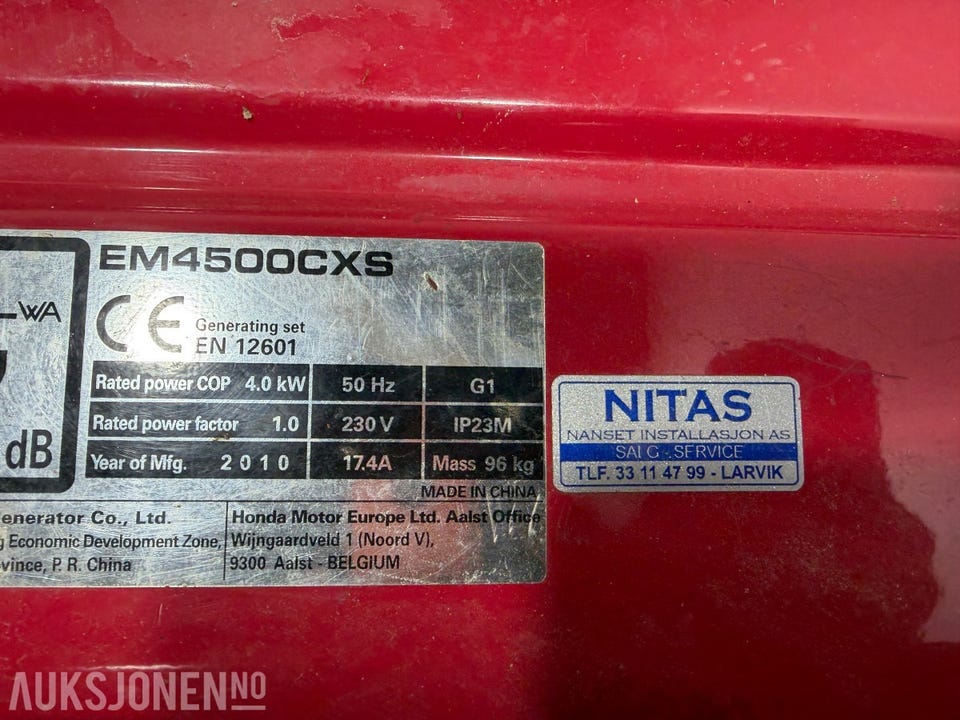 EM4500CXS
LWA
CE
Generating set
EN 12601
dB
Rated power COP 4.0 kW 50 Hz G1
Rated power factor 1.0 230 V IP23M
Year of Mfg. 2010 17.4A Mass 96 kg
MADE IN CHINA
enerator Co., Ltd.
g Economic Development Zone,
vince, P. R. China
Honda Motor Europe Ltd. Aalst Office
Wijngaardveld 1 (Noord V),
9300 Aalst - BELGIUM
NITAS
NANSET INSTALLASJON AS
SERVICE
TLF. 33 11 47 99 - LARVIK
AUKSJONEN NO